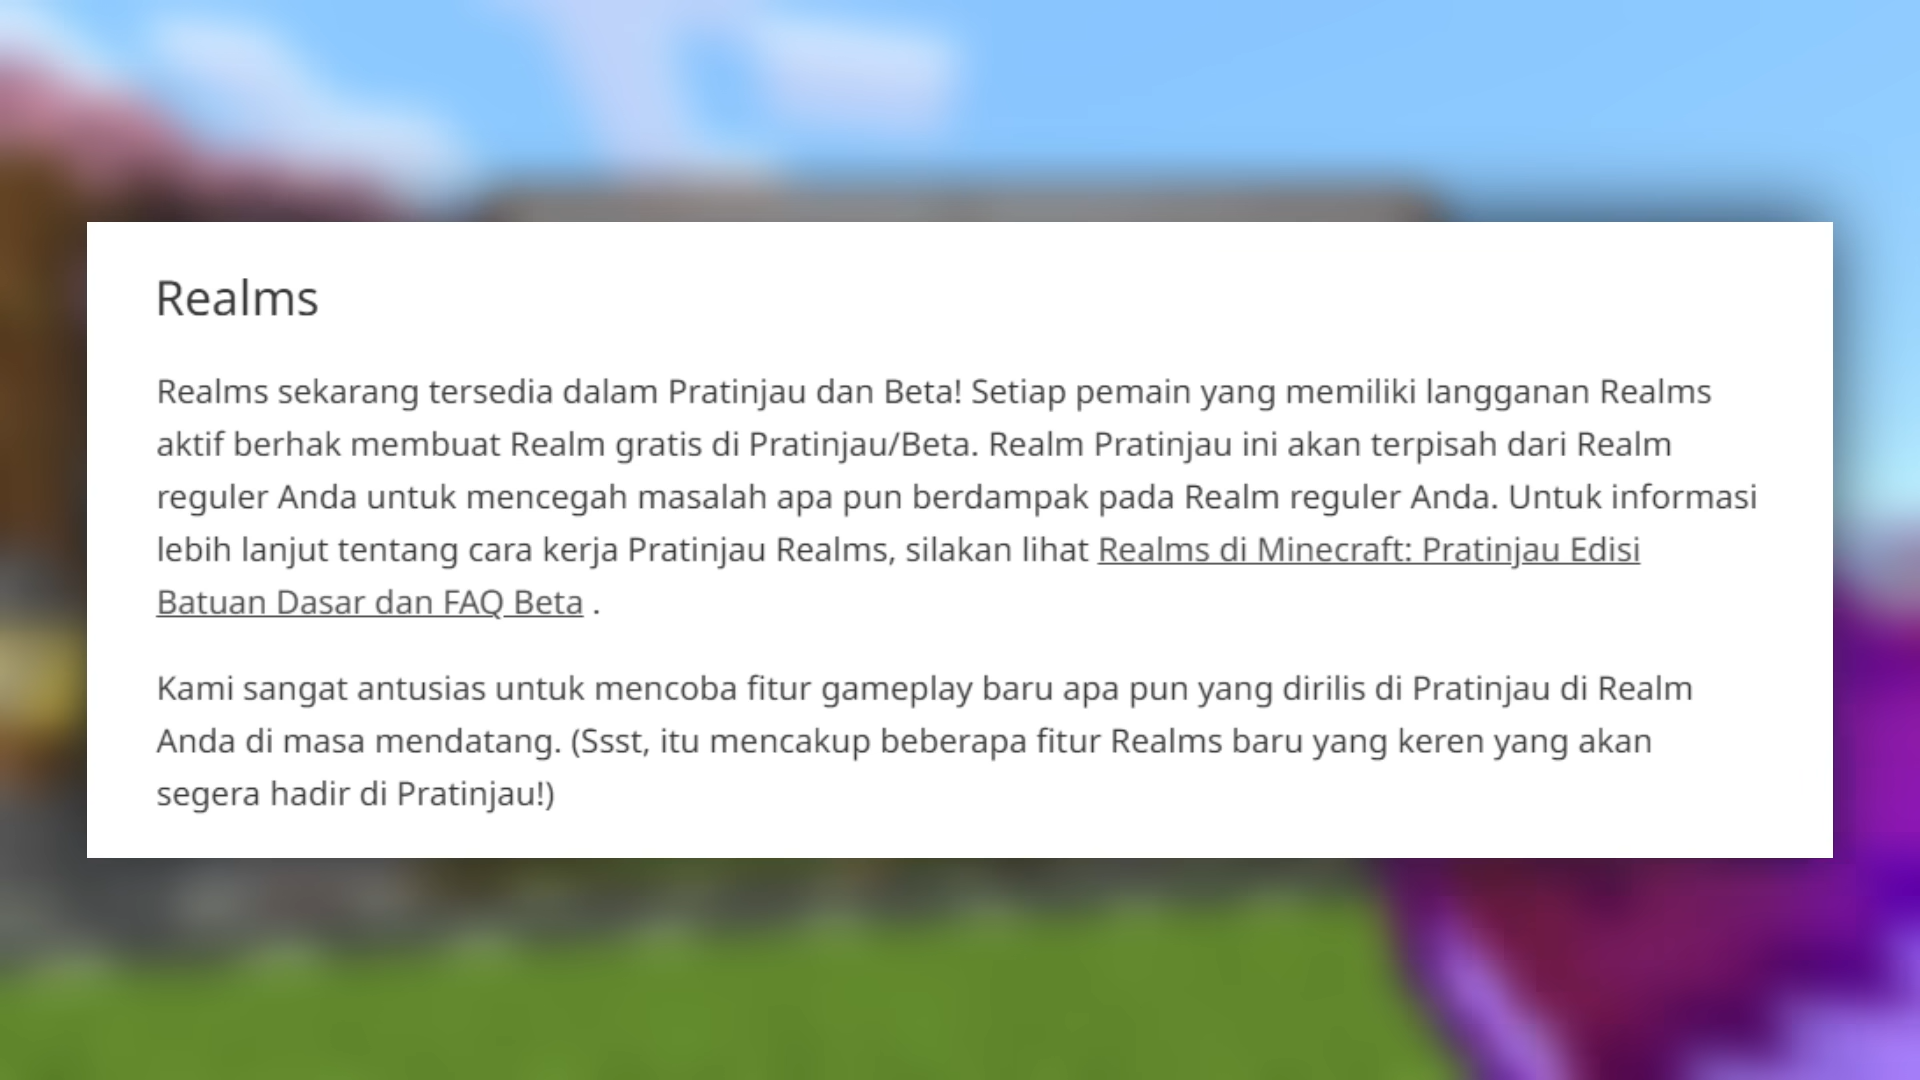 Realms
Realms sekarang tersedia dalam Pratinjau dan Beta! Setiap pemain yang memiliki langganan Realms
aktif berhak membuat Realm gratis di Pratinjau/Beta. Realm Pratinjau ini akan terpisah dari Realm
reguler Anda untuk mencegah masalah apa pun berdampak pada Realm reguler Anda. Untuk informasi
lebih lanjut tentang cara kerja Pratinjau Realms, silakan lihat Realms di Minecraft: Pratinjau Edisi
Batuan Dasar dan FAQ Beta .
Kami sangat antusias untuk mencoba fitur gameplay baru apa pun yang dirilis di Pratinjau di Realm
Anda di masa mendatang. (Ssst, itu mencakup beberapa fitur Realms baru yang keren yang akan
segera hadir di Pratinjau!)